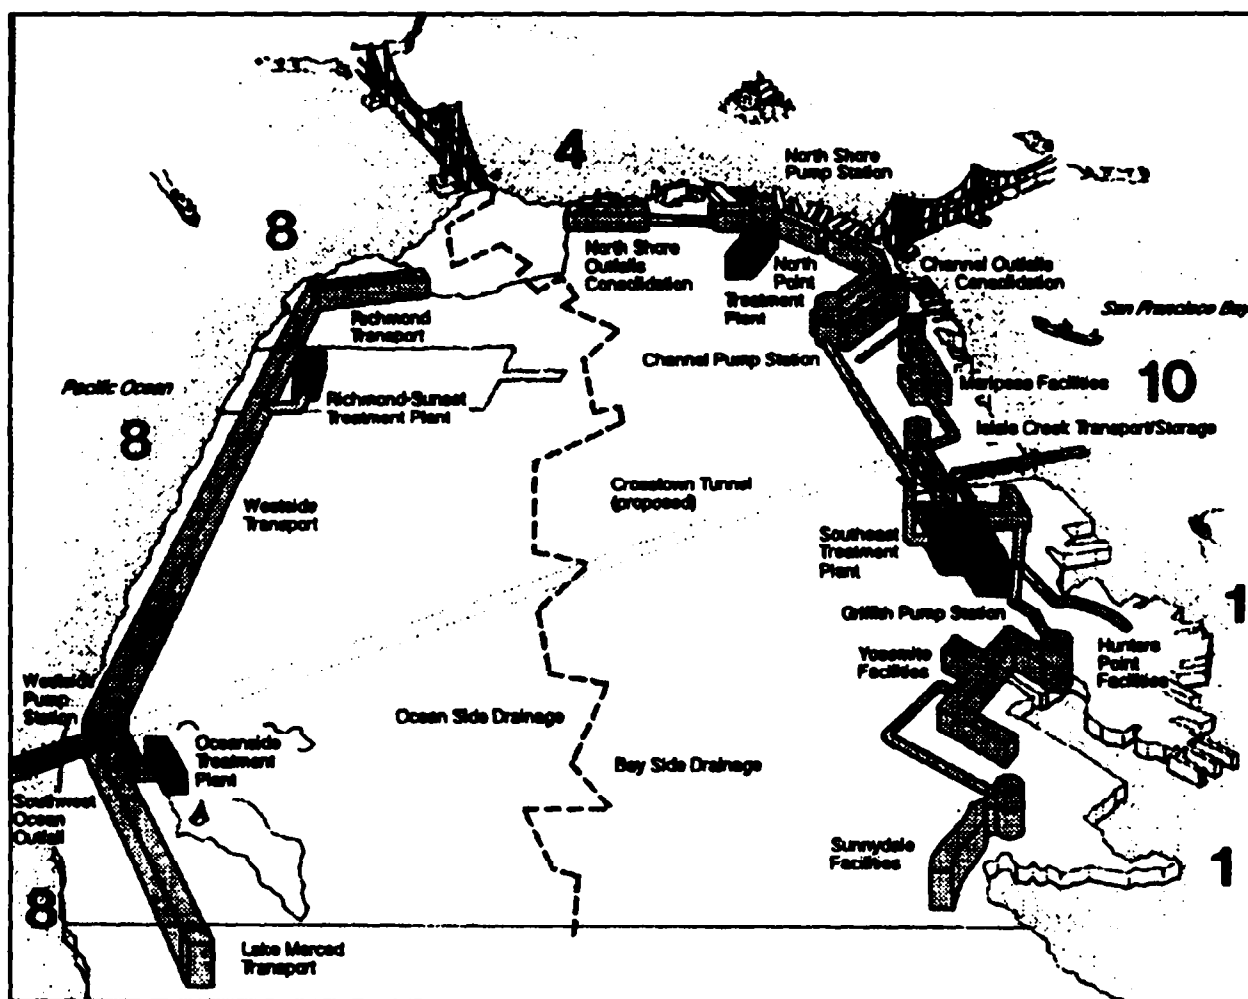 4
North Shore
Pump Station
8
North Shore
Outfalls
Consolidation
North
Point
Treatment
Plant
Channel Outfalls
Consolidation
San Francisco Bay
Richmond
Transport
Channel Pump Station
Pacific Ocean
Richmond-Sunset
Treatment Plant
Mariposa Facilities
10
8
Islais Creek Transport/Storage
Westside
Transport
Crosstown Tunnel
(proposed)
Southeast
Treatment
Plant
1
Griffith Pump Station
Yosemite
Facilities
Hunters
Point
Facilities
Westside
Pump
Station
Ocean Side Drainage
Oceanside
Treatment
Plant
Bay Side Drainage
Southwest
Ocean
Outfall
Sunnydale
Facilities
1
8
Lake Merced
Transport